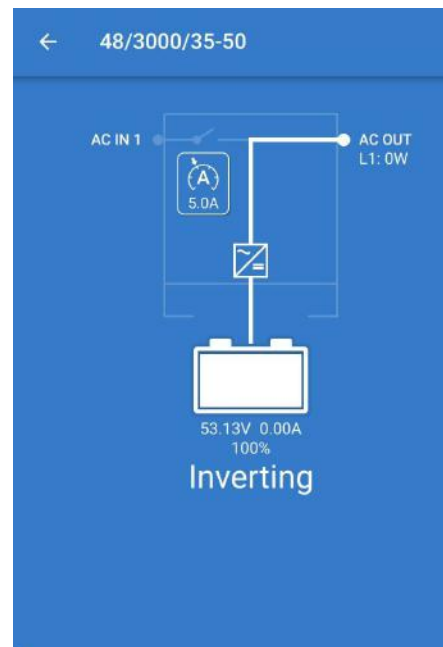 48/3000/35-50
AC IN 1
AC OUT
L1: 0W
A
5.0A
53.13V 0.00A
100%
Inverting